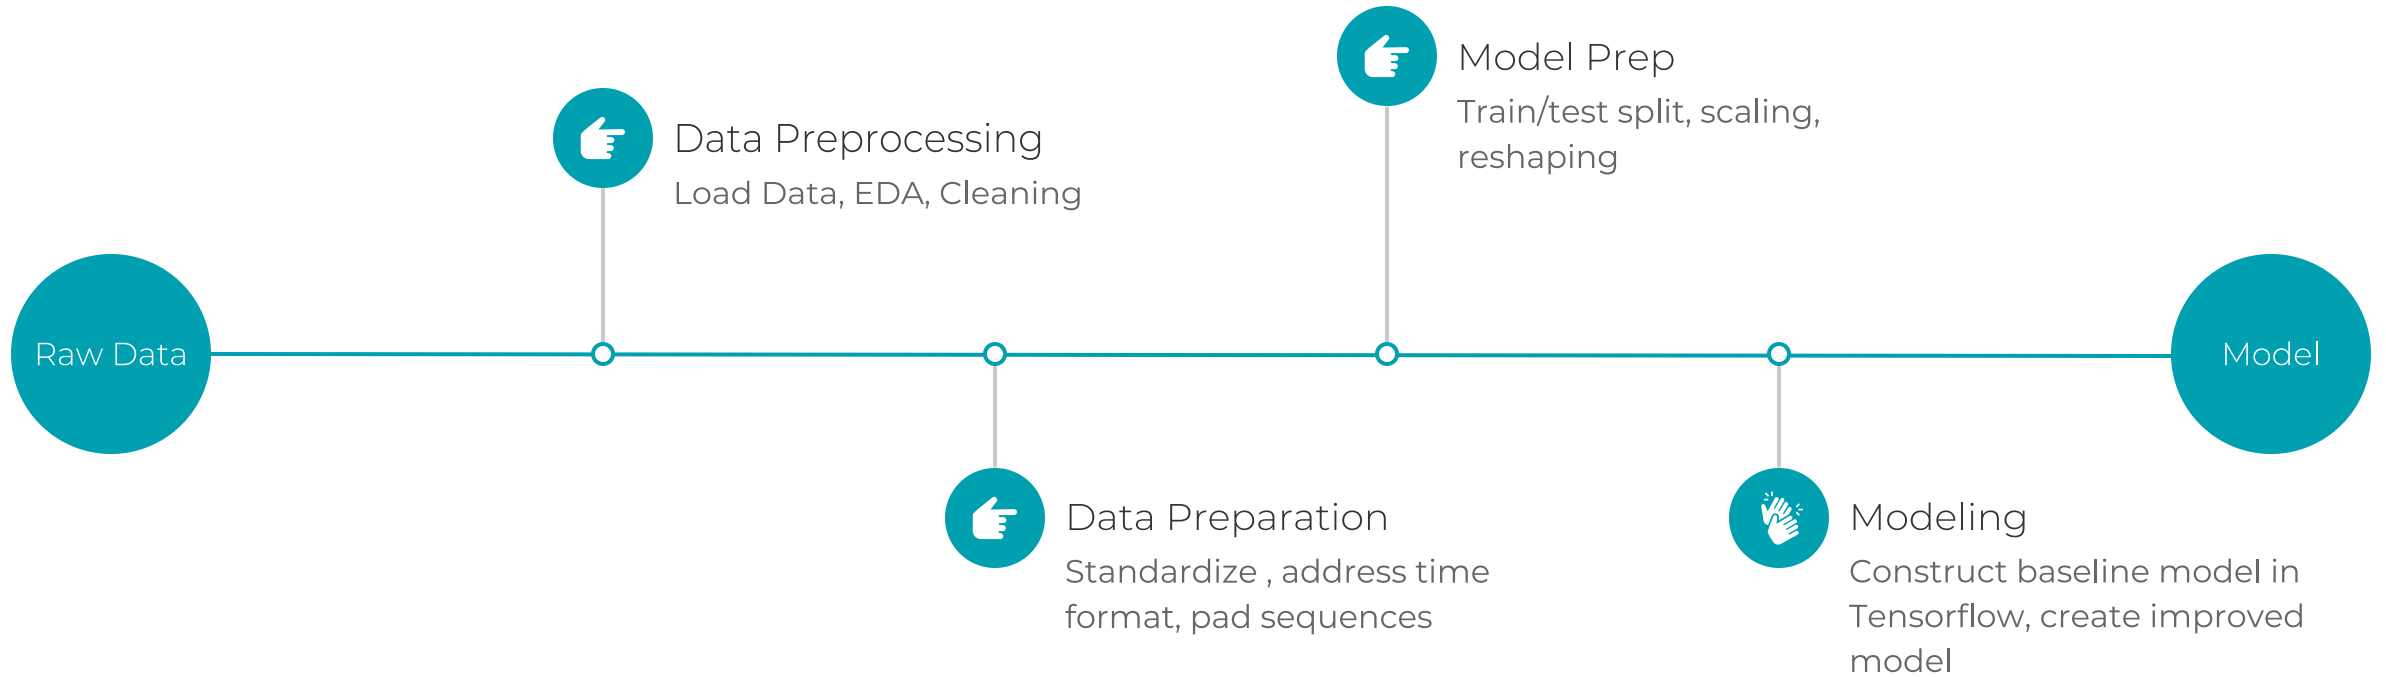 Raw Data
Data Preprocessing
Load Data, EDA, Cleaning
Data Preparation
Standardize , address time
format, pad sequences
Model Prep
Train/test split, scaling,
reshaping
Modeling
Construct baseline model in
Tensorflow, create improved
model
Model